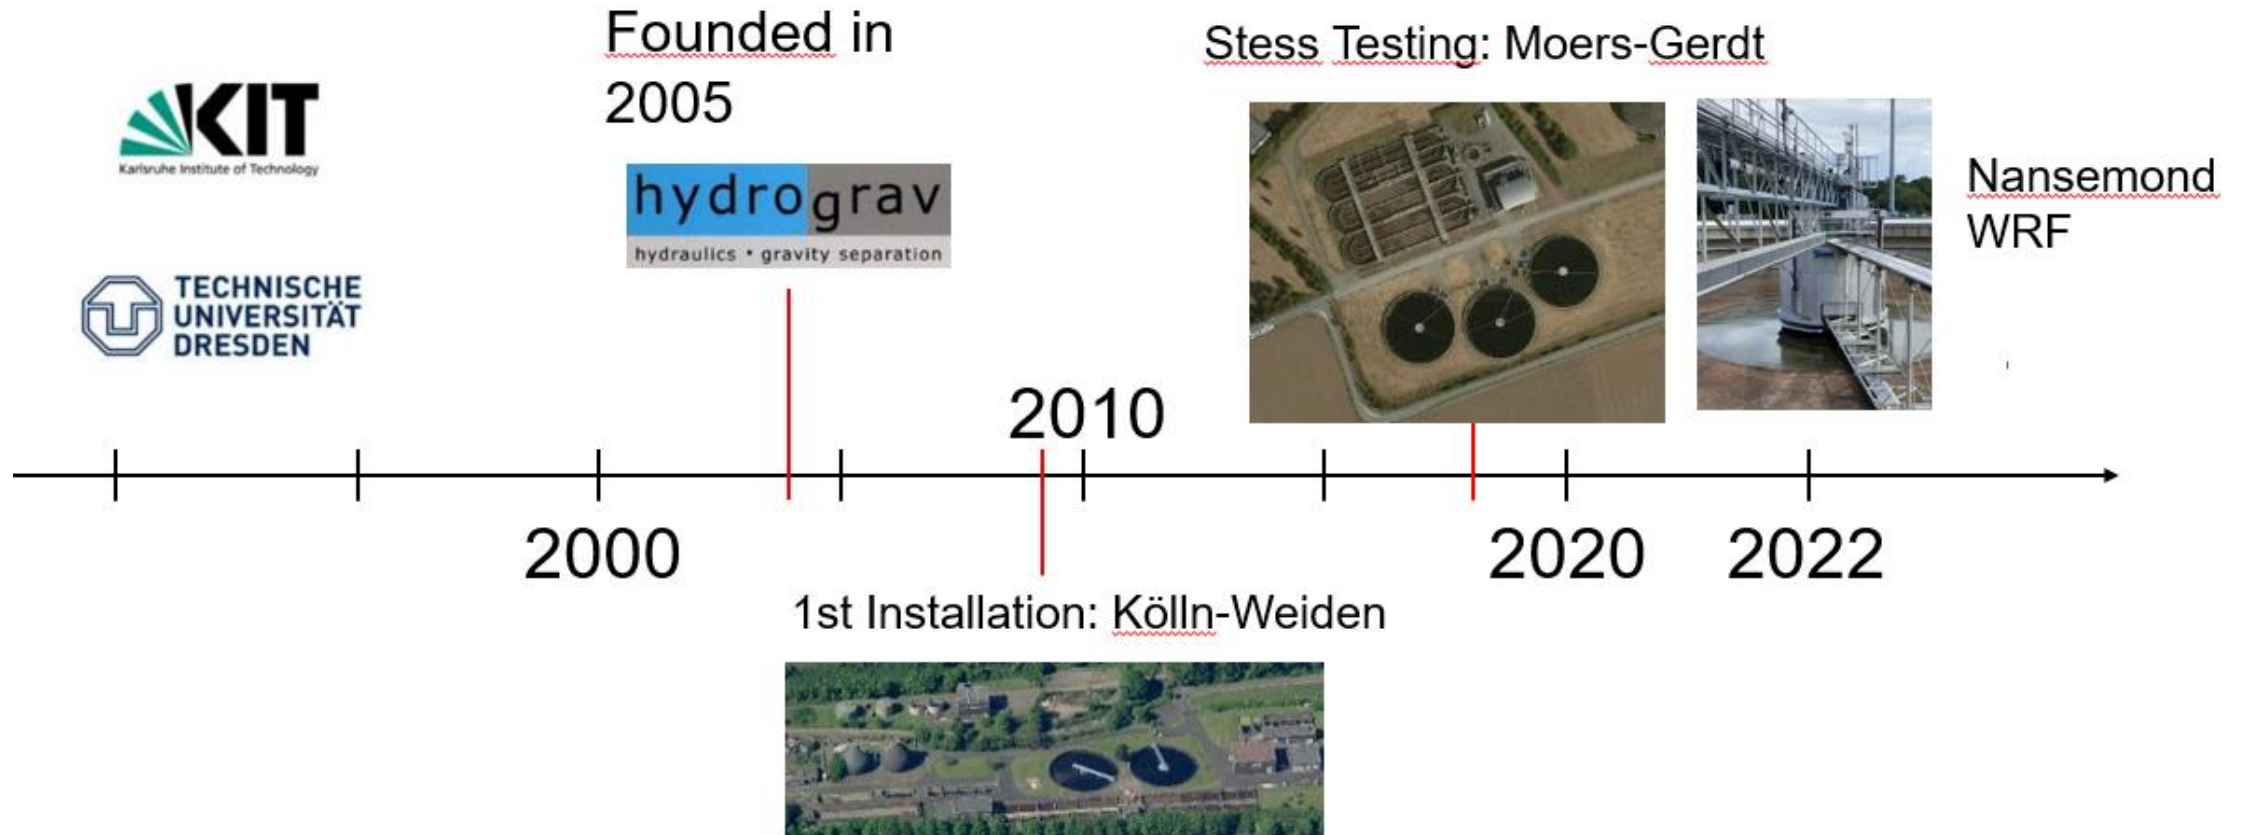 Founded in
2005
Stess Testing: Moers-Gerdt
KIT
Karlsruhe Institute of Technology
hydrograv
hydraulics • gravity separation
Nansemond
WRF
TECHNISCHE
UNIVERSITÄT
DRESDEN
2010
2000
2020
2022
1st Installation: Kölln-Weiden